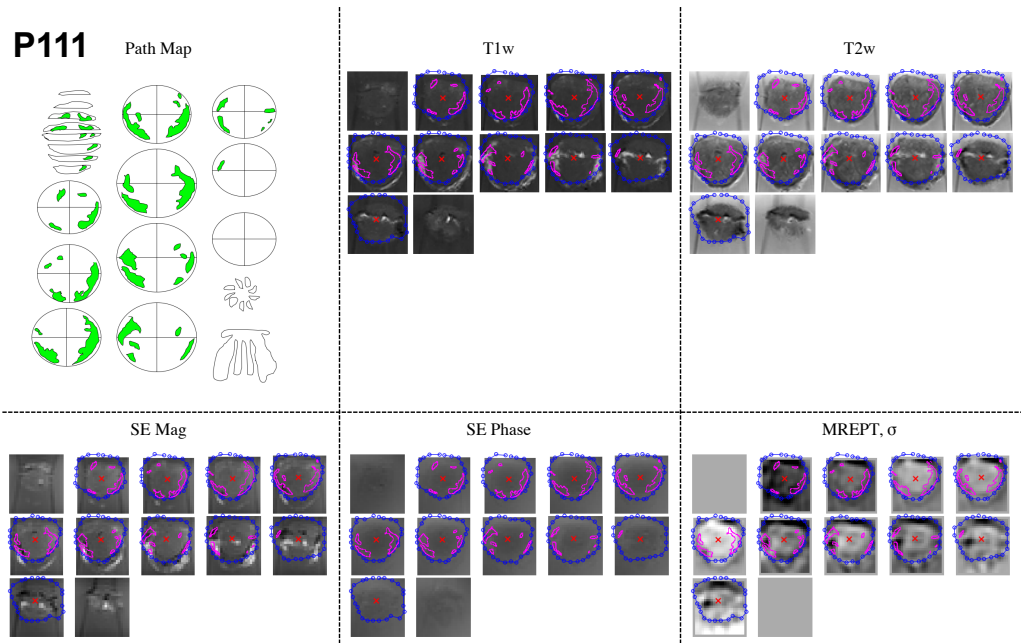 P111
Path Map
T1w
T2w
SE Mag
SE Phase
MREPT, σ